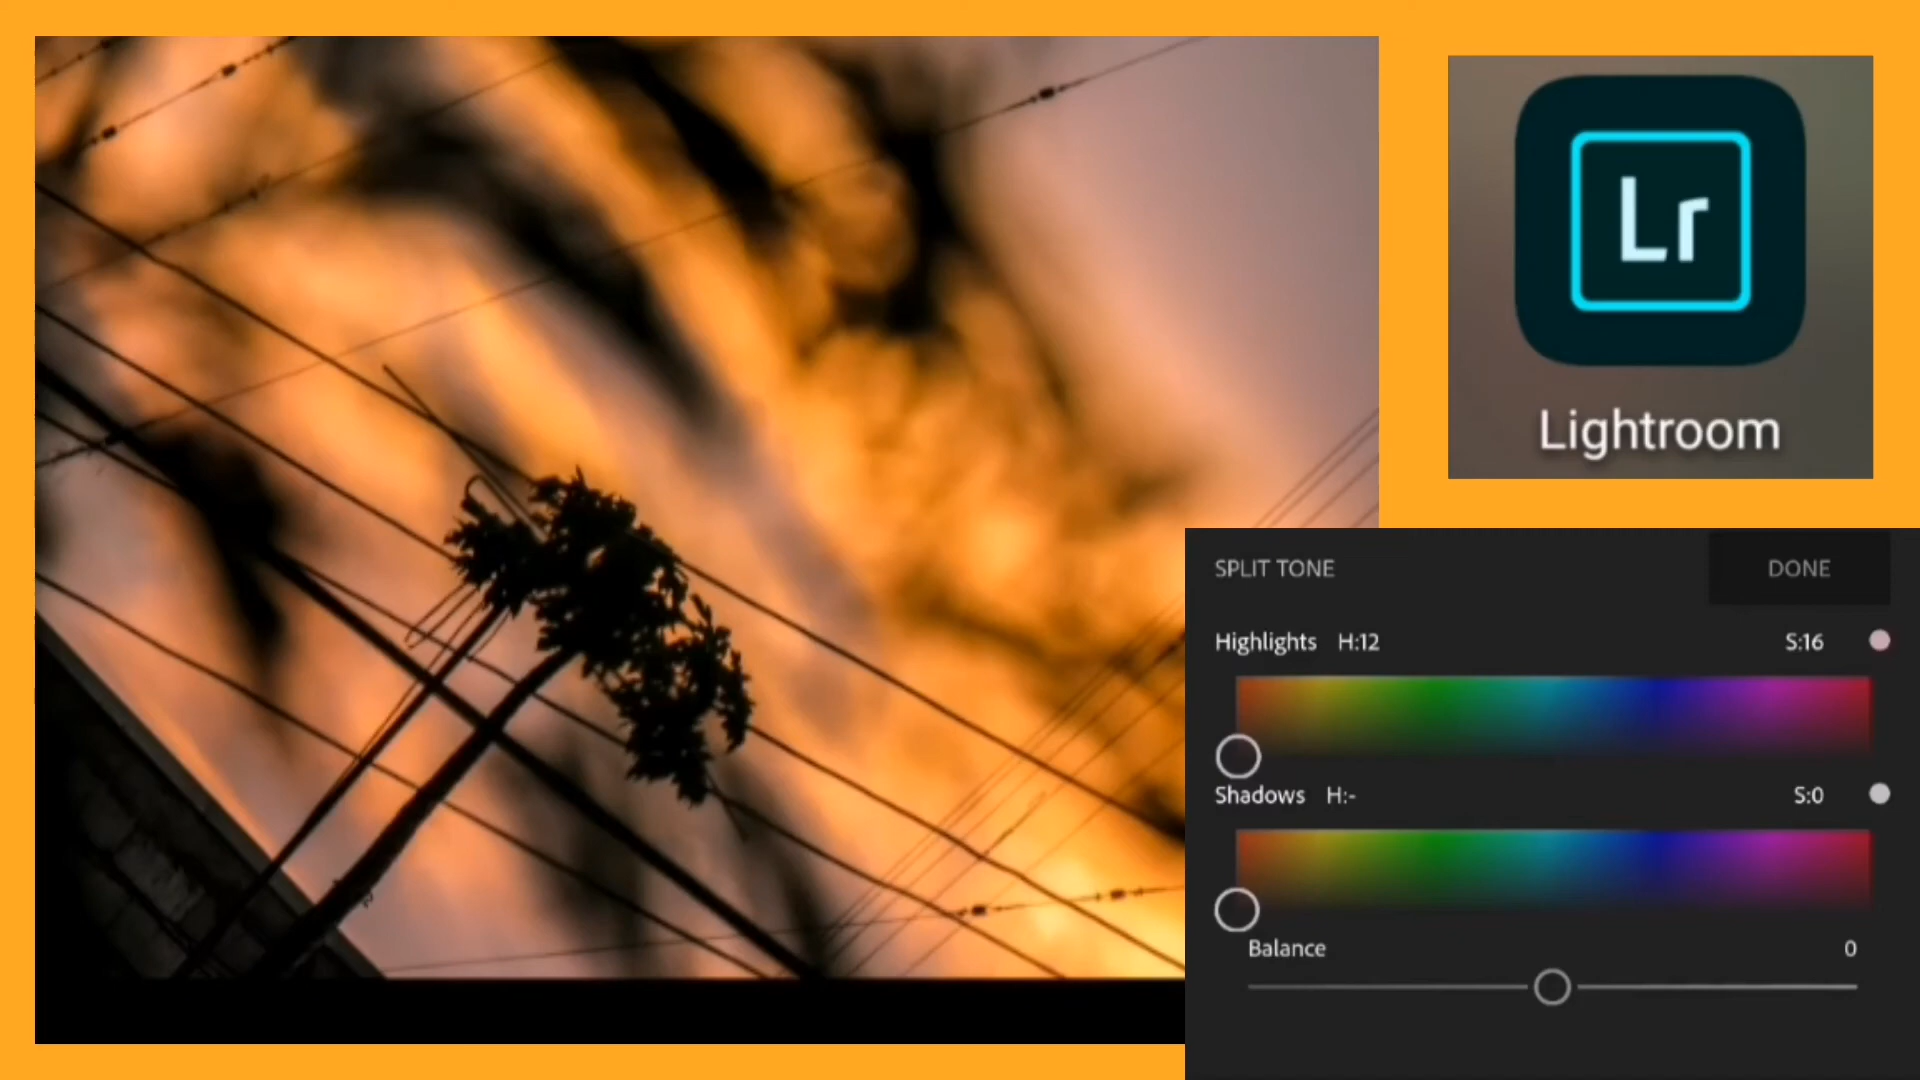 Lr
Lightroom
SPLIT TONE DONE
Highlights H:12 S:16
Shadows H:- S:0
Balance 0